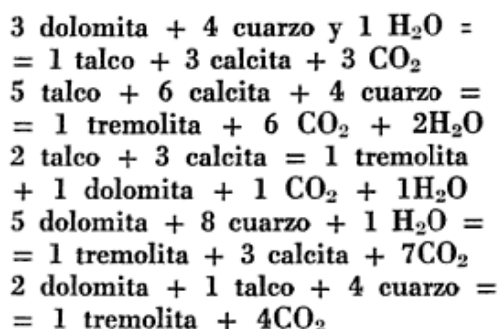 3 dolomita + 4 cuarzo y 1 H₂O =
= 1 talco + 3 calcita + 3 CO₂
5 talco + 6 calcita + 4 cuarzo =
= 1 tremolita + 6 CO₂ + 2H₂O
2 talco + 3 calcita = 1 tremolita
+ 1 dolomita + 1 CO₂ + 1H₂O
5 dolomita + 8 cuarzo + 1 H₂O =
= 1 tremolita + 3 calcita + 7CO₂
2 dolomita + 1 talco + 4 cuarzo =
= 1 tremolita + 4CO₂